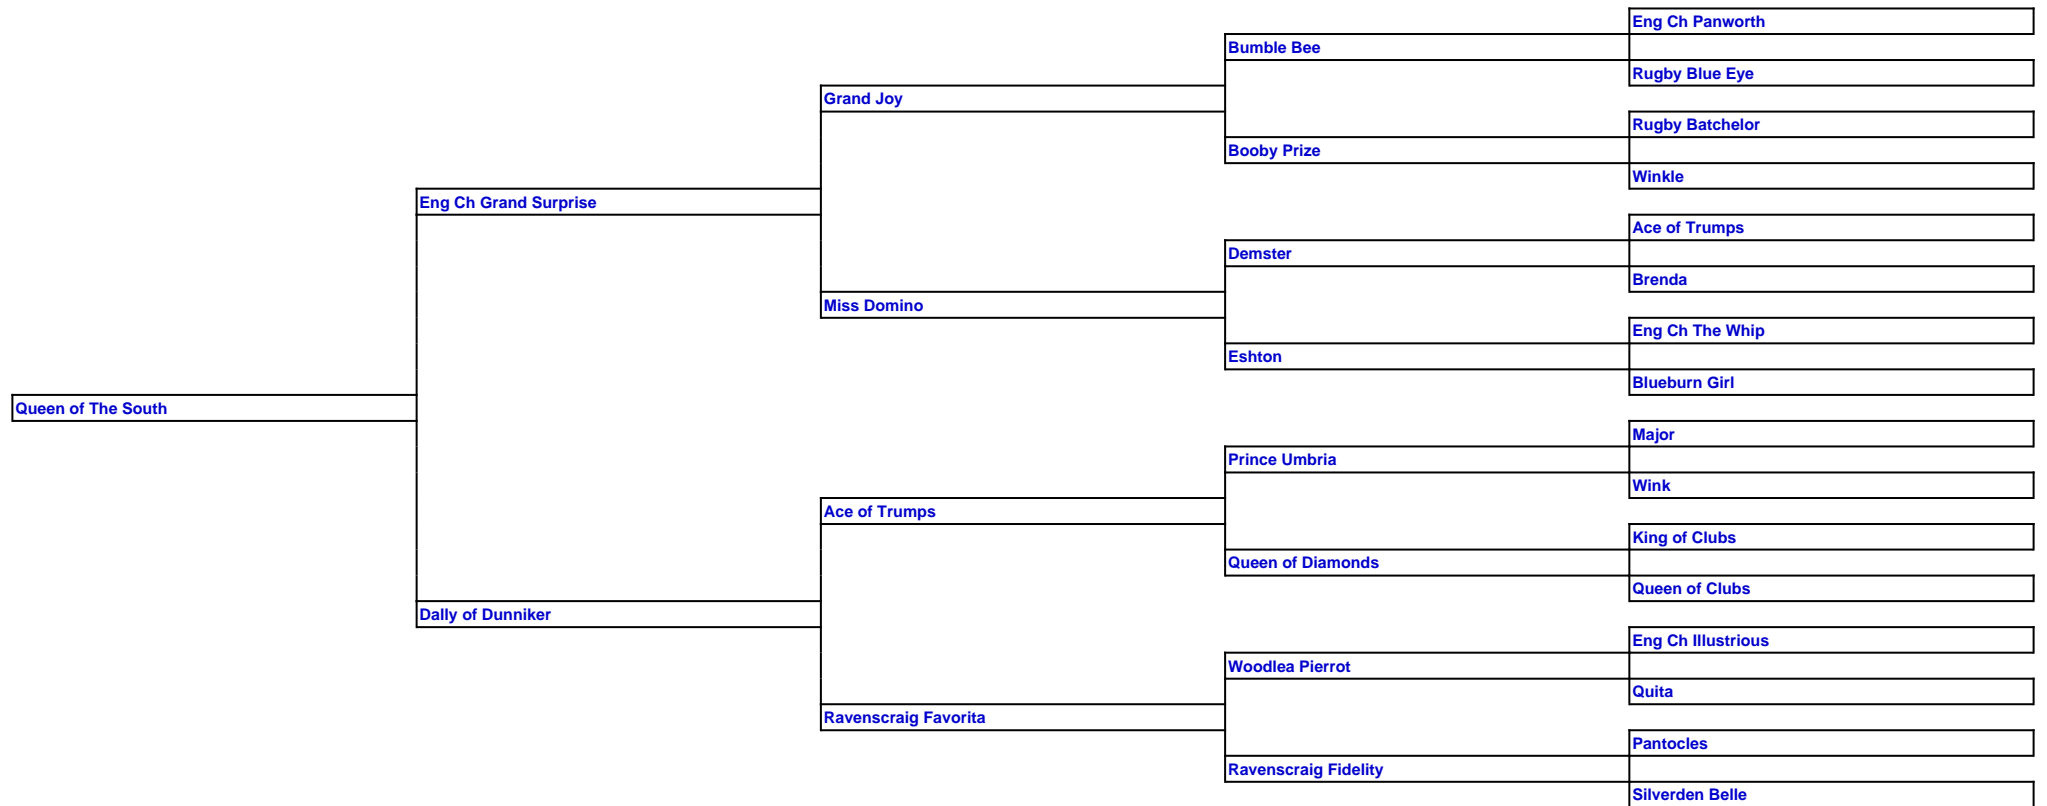 Eng Ch Panworth
Bumble Bee
Rugby Blue Eye
Grand Joy
Rugby Batchelor
Booby Prize
Winkle
Eng Ch Grand Surprise
Ace of Trumps
Demster
Brenda
Miss Domino
Eng Ch The Whip
Eshton
Blueburn Girl
Queen of The South
Major
Prince Umbria
Wink
Ace of Trumps
King of Clubs
Queen of Diamonds
Queen of Clubs
Dally of Dunniker
Eng Ch Illustrious
Woodlea Pierrot
Quita
Ravenscraig Favorita
Pantocles
Ravenscraig Fidelity
Silverden Belle